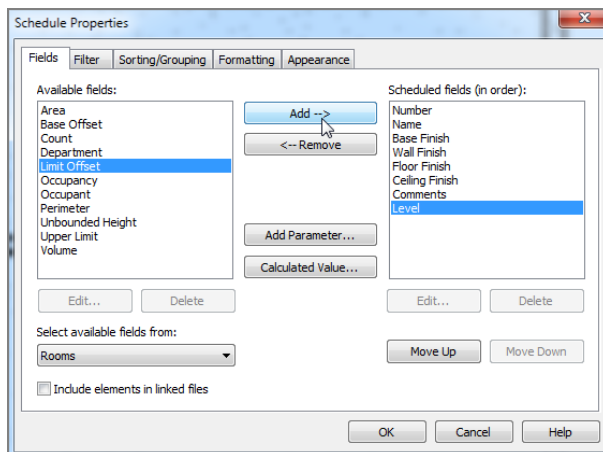 Schedule Properties
Fields
Filter
Sorting/Grouping
Formatting
Appearance
Available fields:
Area
Base Offset
Count
Department
Limit Offset
Occupancy
Occupant
Perimeter
Unbounded Height
Upper Limit
Volume
Add -->
<-- Remove
Add Parameter...
Calculated Value...
Scheduled fields (in order):
Number
Name
Base Finish
Wall Finish
Floor Finish
Ceiling Finish
Comments
Level
Edit...
Delete
Edit...
Delete
Select available fields from:
Rooms
Move Up
Move Down
Include elements in linked files
OK
Cancel
Help